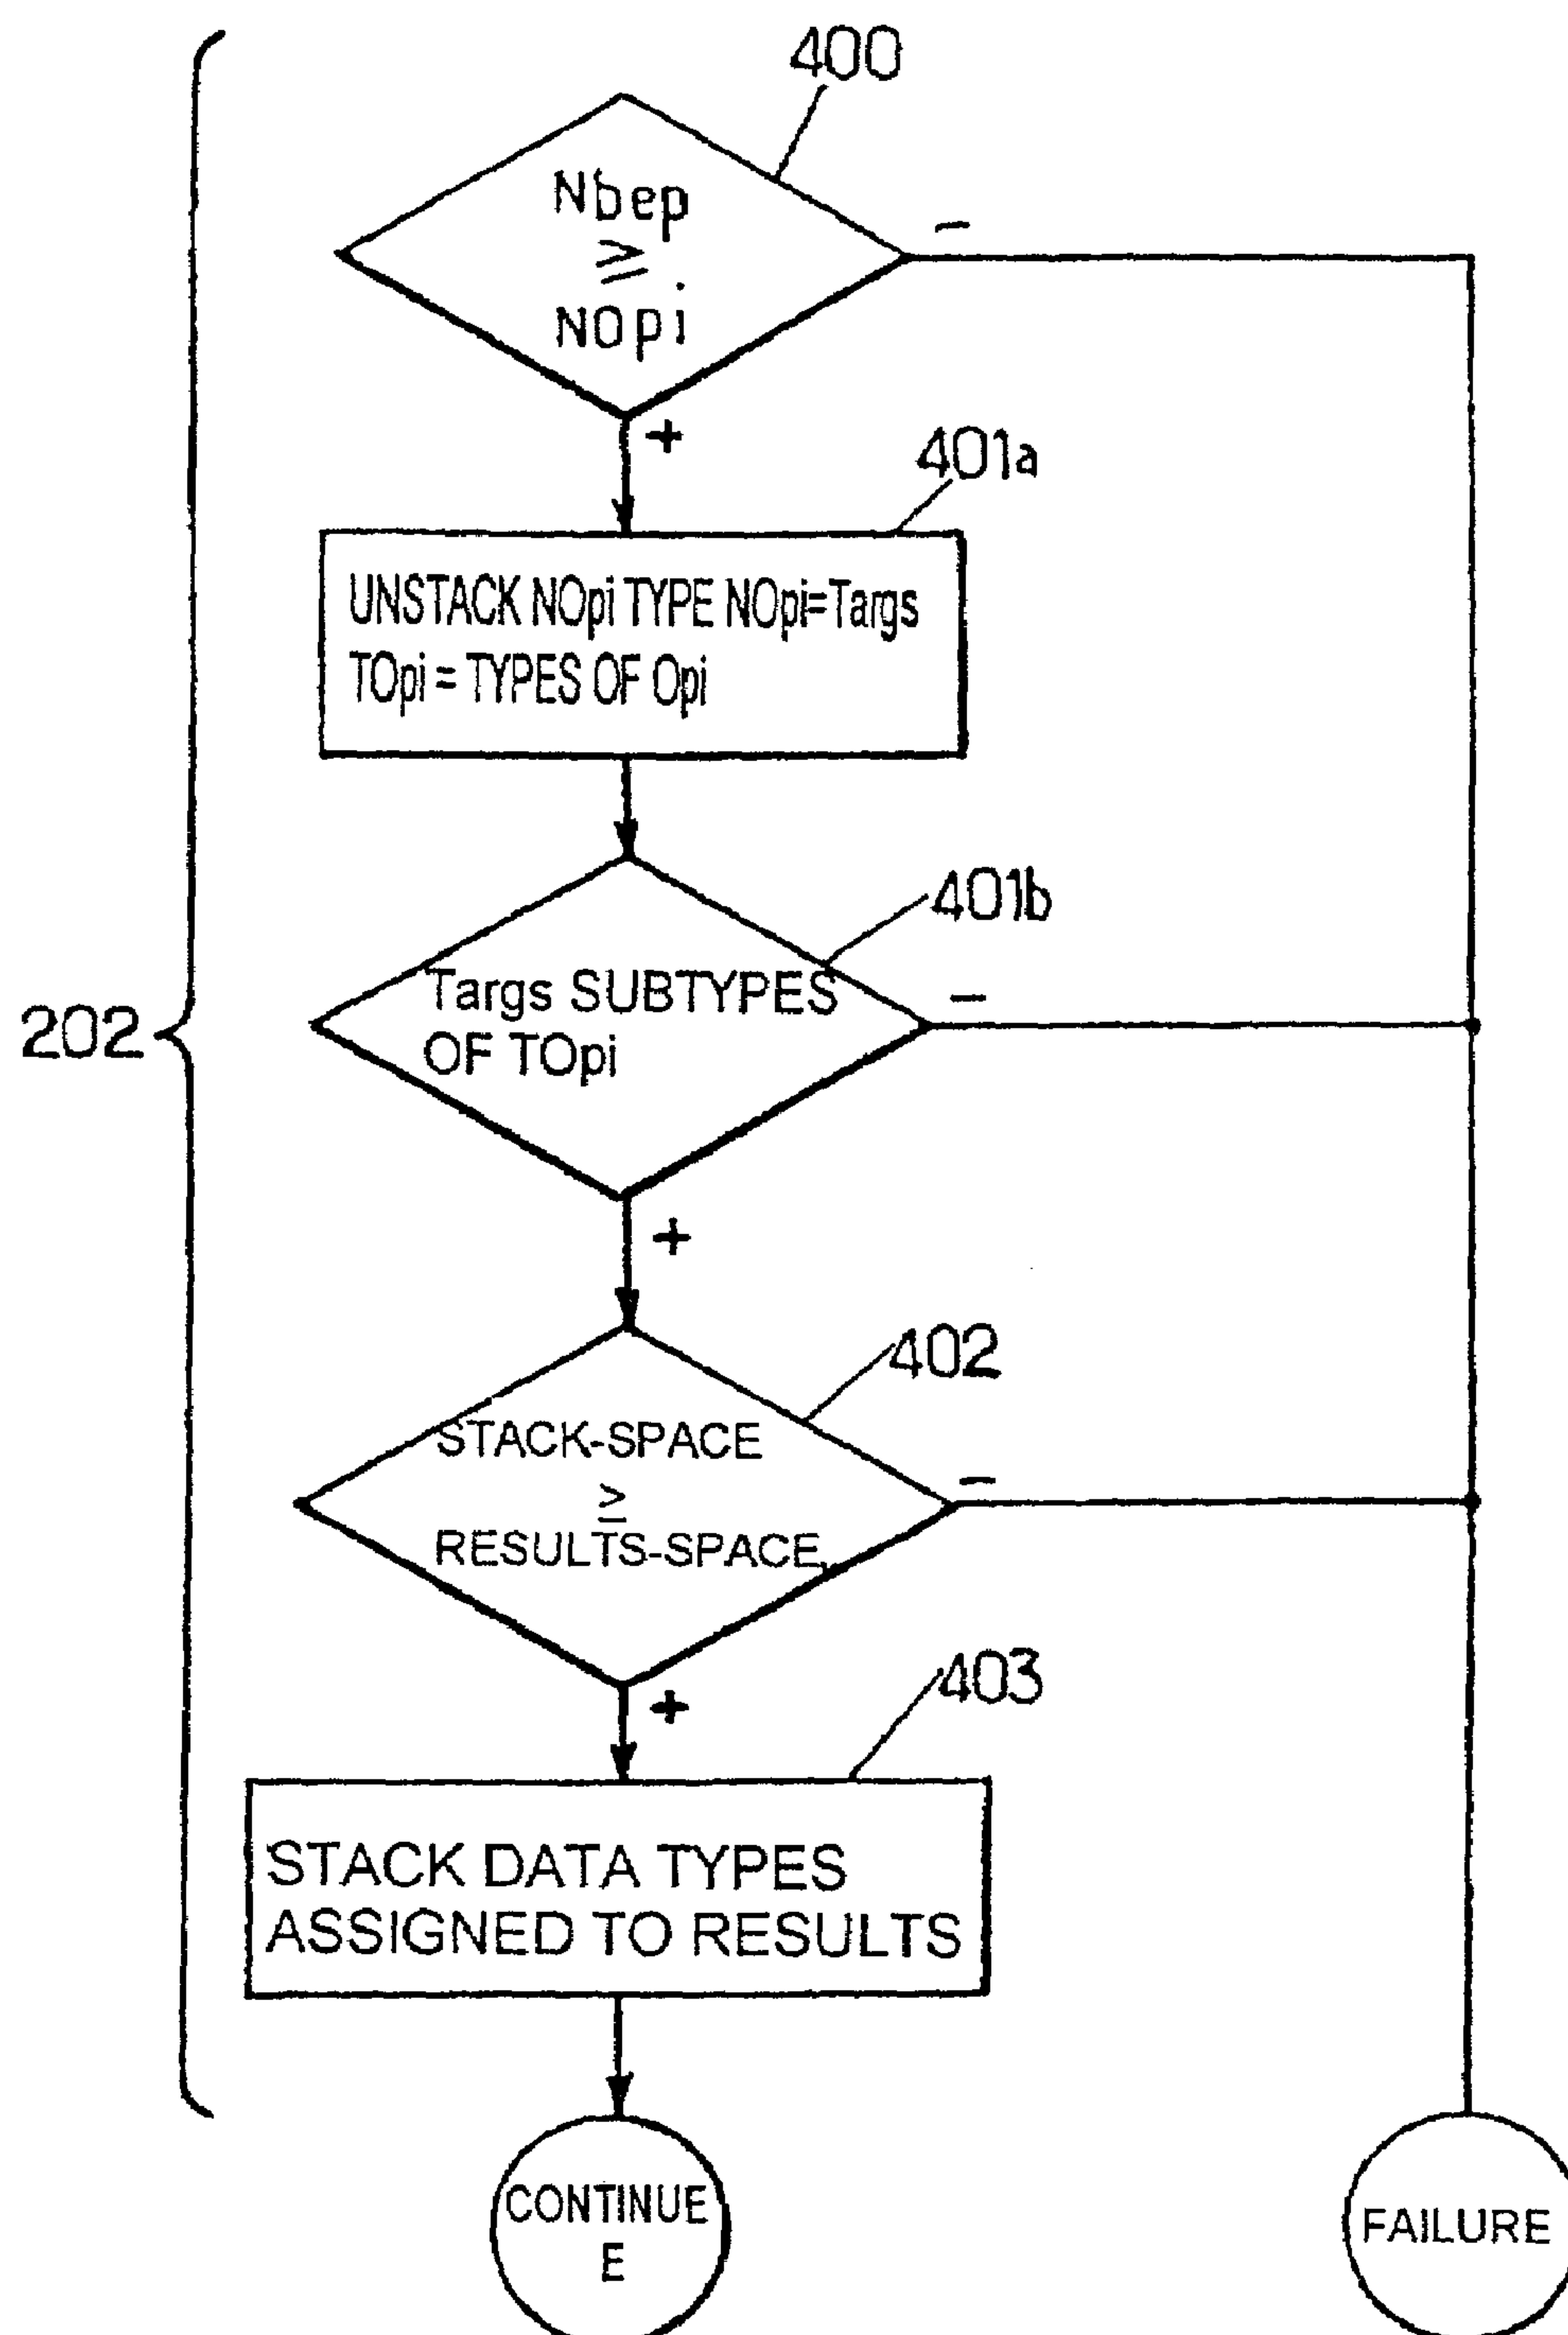 400
Nbep
≥
NOpi
−
+
401a
UNSTACK NOpi TYPE NOpi=Targs
TOpi = TYPES OF Opi
401b
Targs SUBTYPES
OF TOpi
−
202
+
402
STACK-SPACE
≥
RESULTS-SPACE
−
+
403
STACK DATA TYPES
ASSIGNED TO RESULTS
CONTINUE
E
FAILURE